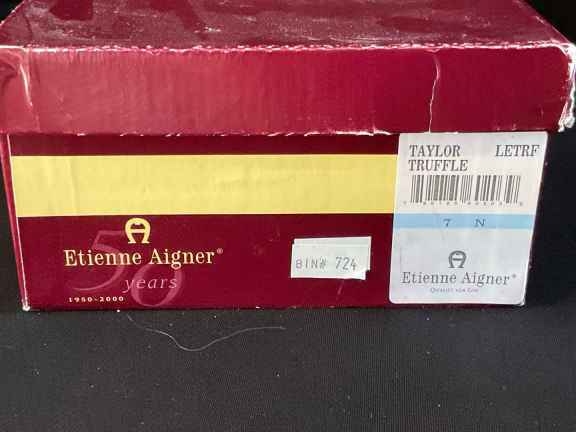 Etienne Aigner®
50
years
1950-2000
BIN# 724
TAYLOR LETRF
TRUFFLE
7 N
Etienne Aigner®